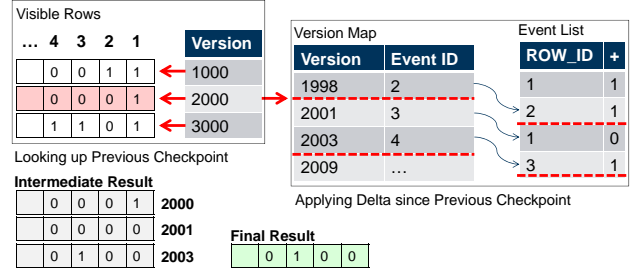 Visible Rows
... 4 3 2 1 Version
0 0 1 1 1000
0 0 0 1 2000
1 1 0 1 3000
Looking up Previous Checkpoint
Version Map
Version Event ID
1998 2
2001 3
2003 4
2009 ...
Event List
ROW_ID +
1 1
2 1
1 0
3 1
Applying Delta since Previous Checkpoint
Intermediate Result
0 0 0 1 2000
0 0 0 0 2001
0 1 0 0 2003
Final Result
0 1 0 0